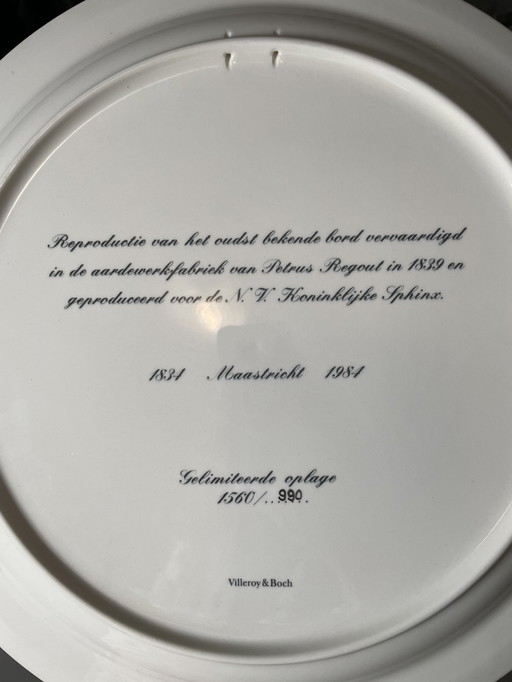 Reproductie van het oudst bekende bord vervaardigd
in de aardewerkfabriek van Petrus Regout in 1839 en
geproduceerd voor de N. V. Koninklijke Sphinx.
1834 Maastricht 1984
Gelimiteerde oplage
1560/..990.
Villeroy & Boch